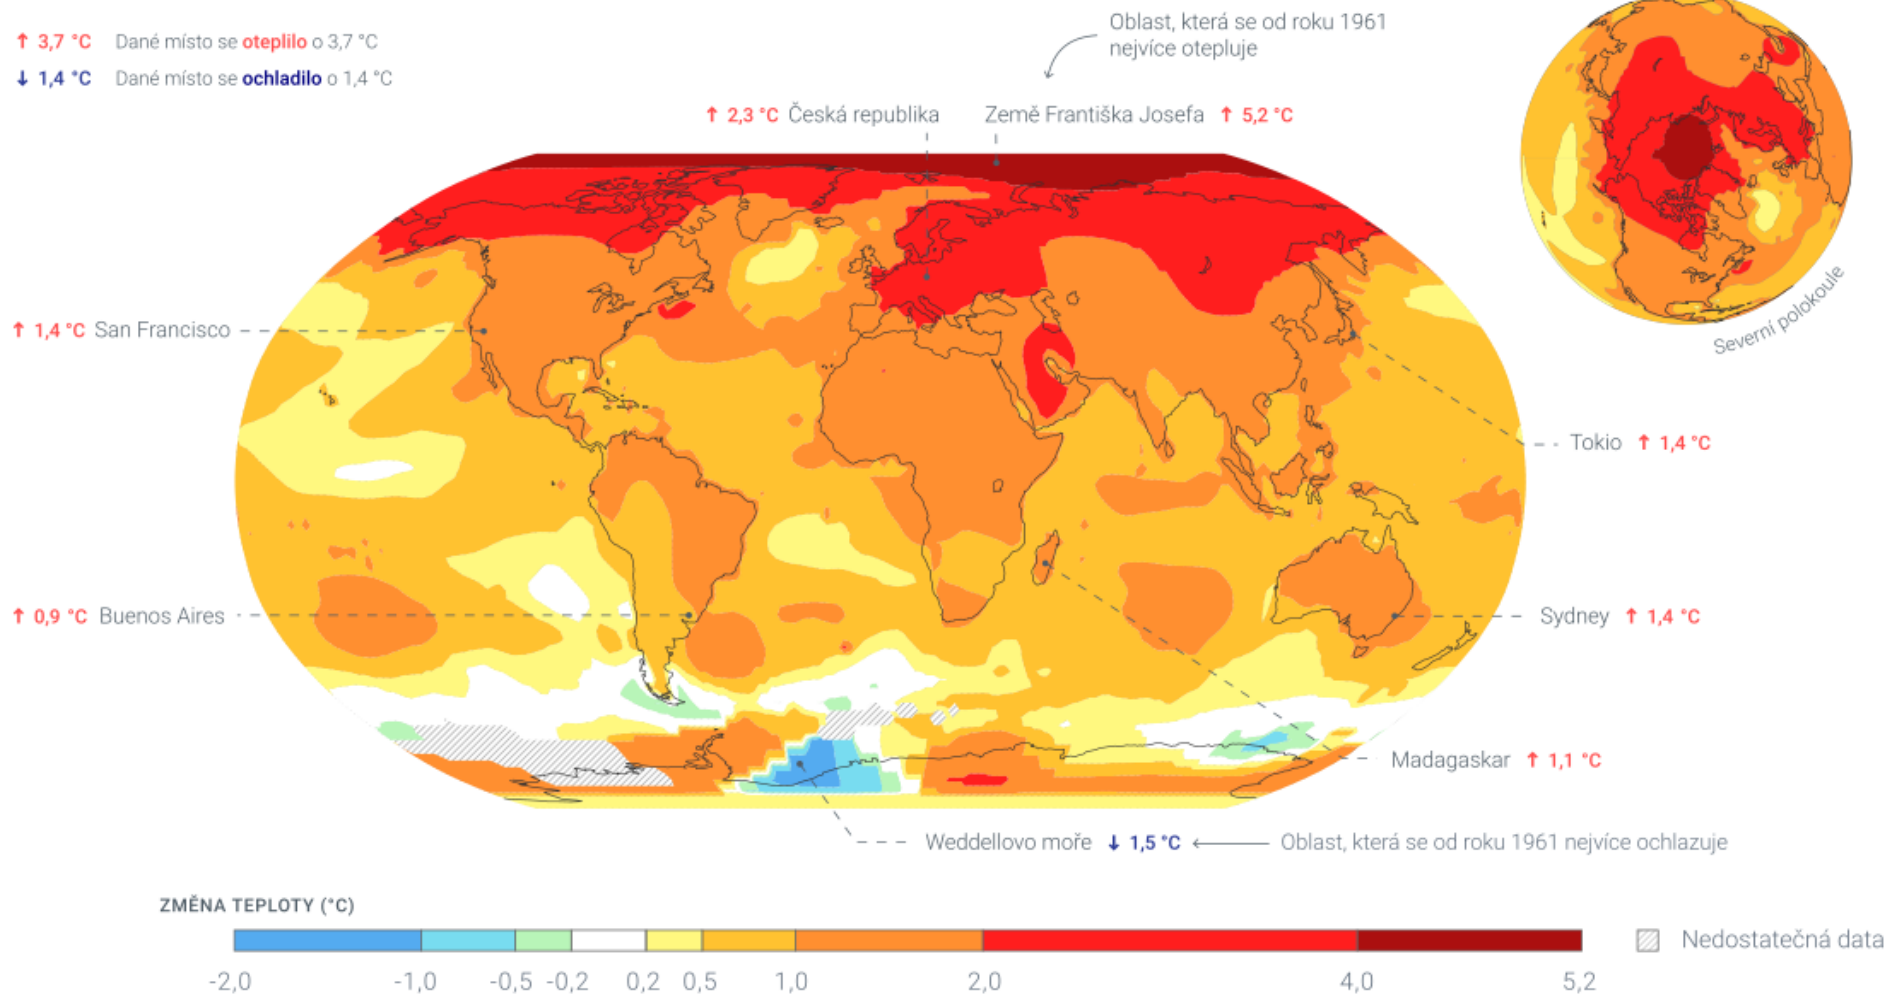 ↑ 3,7 °C Dané místo se oteplilo o 3,7 °C
↓ 1,4 °C Dané místo se ochladilo o 1,4 °C
Oblast, která se od roku 1961
nejvíce otepluje
↑ 2,3 °C Česká republika
Země Františka Josefa ↑ 5,2 °C
Severní polokoule
↑ 1,4 °C San Francisco
Tokio ↑ 1,4 °C
↑ 0,9 °C Buenos Aires
Sydney ↑ 1,4 °C
Madagaskar ↑ 1,1 °C
Weddellovo moře ↓ 1,5 °C
Oblast, která se od roku 1961 nejvíce ochlazuje
ZMĚNA TEPLOTY (°C)
-2,0 -1,0 -0,5 -0,2 0,2 0,5 1,0 2,0 4,0 5,2
Nedostatečná data